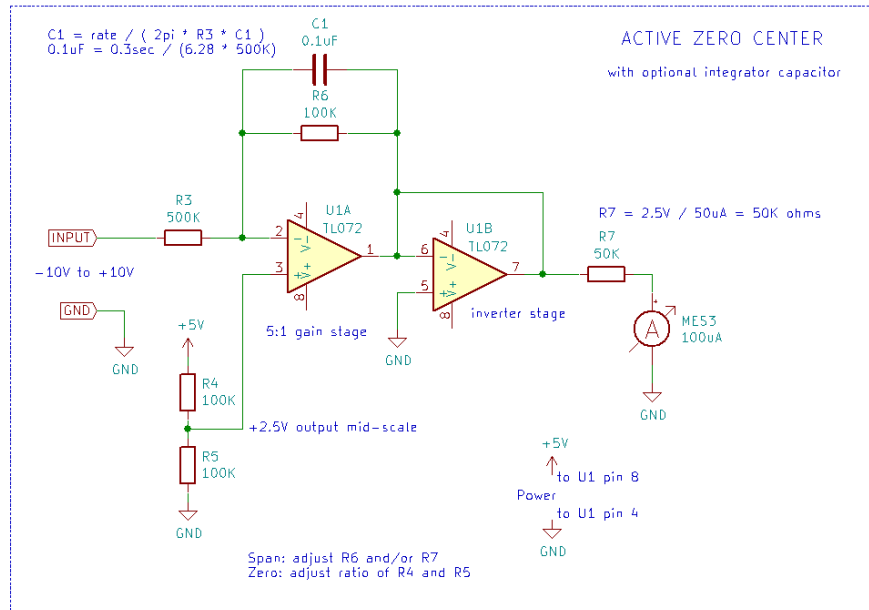 C1 = rate / ( 2pi * R3 * C1 )
0.1uF = 0.3sec / (6.28 * 500K)
C1
0.1uF
ACTIVE ZERO CENTER
with optional integrator capacitor
R6
100K
R3
500K
U1A
TL072
U1B
TL072
R7 = 2.5V / 50uA = 50K ohms
R7
50K
INPUT
-10V to +10V
GND
GND
2
3
4
8
1
V-
V+
- +
6
5
4
8
7
V-
V+
- +
5:1 gain stage
inverter stage
GND
A
ME53
100uA
GND
+5V
R4
100K
+2.5V output mid-scale
R5
100K
GND
+5V
to U1 pin 8
Power
to U1 pin 4
GND
Span: adjust R6 and/or R7
Zero: adjust ratio of R4 and R5